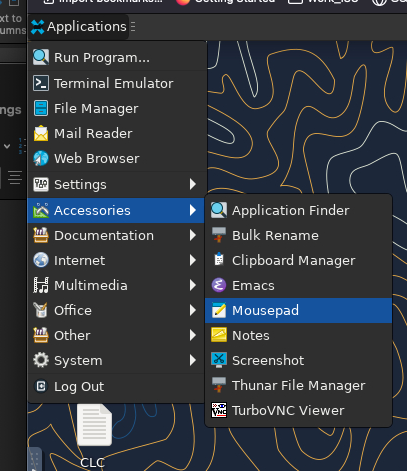 Import bookmarks... Getting Started
xt to
Applications
umns
Run Program...
Terminal Emulator
ngs
File Manager
Mail Reader
Web Browser
Settings
Accessories
Documentation
Internet
Multimedia
Office
Other
System
Log Out
Application Finder
Bulk Rename
Clipboard Manager
Emacs
Mousepad
Notes
Screenshot
Thunar File Manager
TurboVNC Viewer
CLC